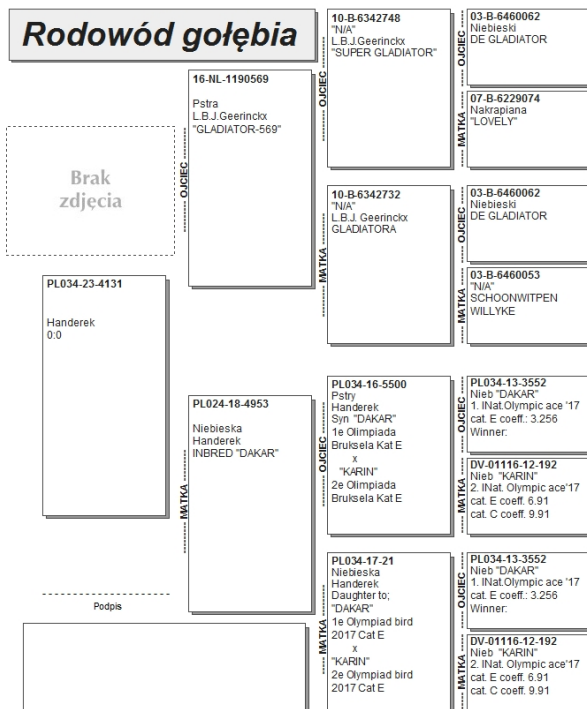 Rodowód gołębia
Brak
zdjęcia
PL034-23-4131
Handerek
0:0
Podpis
OJCIEC
16-NL-1190569
Pstra
L.B.J.Geerinckx
"GLADIATOR-569"
MATKA
PL024-18-4953
Niebieska
Handerek
INBRED "DAKAR"
OJCIEC
10-B-6342748
"N/A"
L.B.J.Geerinckx
"SUPER GLADIATOR"
MATKA
10-B-6342732
"N/A"
L.B.J. Geerinckx
GLADIATORA
OJCIEC
PL034-16-5500
Pstry
Handerek
Syn "DAKAR"
1e Olimpiada
Bruksela Kat E
x
"KARIN"
2e Olimpiada
Bruksela Kat E
MATKA
PL034-17-21
Niebieska
Handerek
Daughter to;
"DAKAR"
1e Olympiad bird
2017 Cat E
x
"KARIN"
2e Olympiad bird
2017 Cat E
OJCIEC
03-B-6460062
Niebieski
DE GLADIATOR
MATKA
07-B-6229074
Nakrapiana
"LOVELY"
OJCIEC
03-B-6460062
Niebieski
DE GLADIATOR
MATKA
03-B-6460053
"N/A"
SCHOONWITPEN
WILLYKE
OJCIEC
PL034-13-3552
Nieb "DAKAR"
1. INat.Olympic ace '17
cat. E coeff.: 3.256
Winner:
MATKA
DV-01116-12-192
Nieb "KARIN"
2. INat. Olympic ace'17
cat. E coeff. 6.91
cat. C coeff. 9.91
OJCIEC
PL034-13-3552
Nieb "DAKAR"
1. INat.Olympic ace '17
cat. E coeff.: 3.256
Winner:
MATKA
DV-01116-12-192
Nieb "KARIN"
2. INat. Olympic ace'17
cat. E coeff. 6.91
cat. C coeff. 9.91